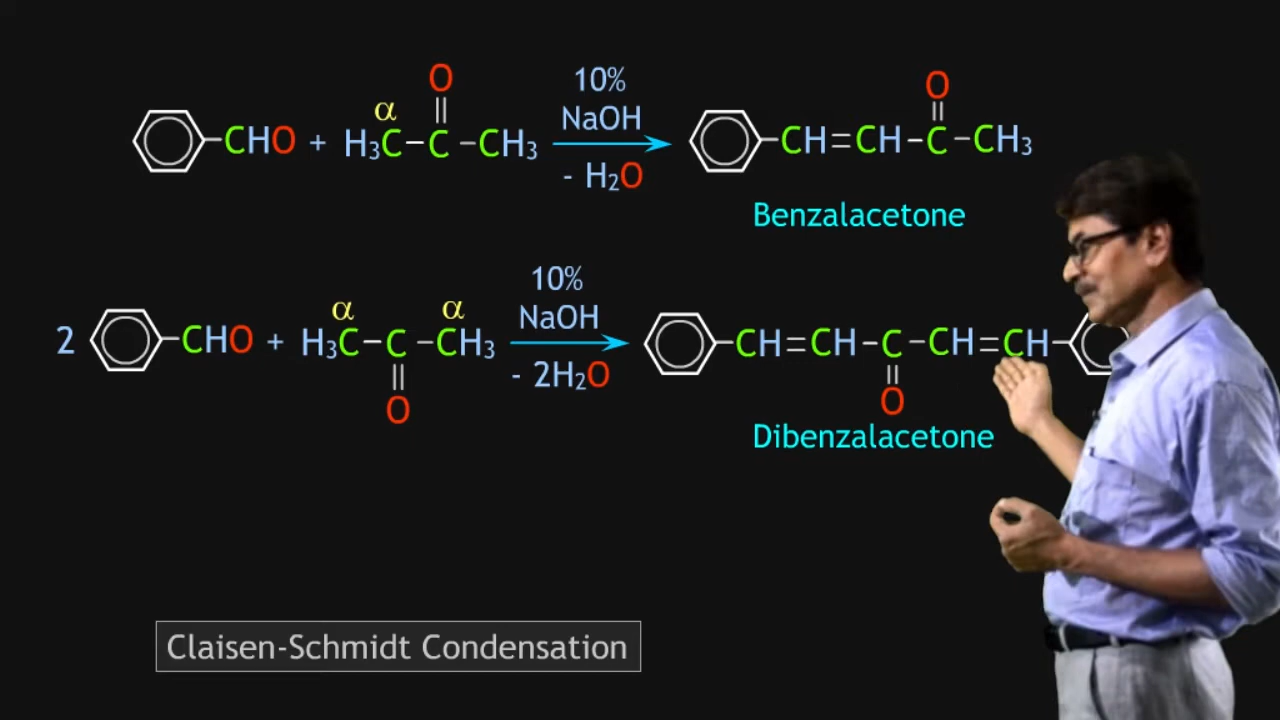 α
O
10%
NaOH
CHO + H₃C−C−CH₃
- H₂O
O
CH=CH−C−CH₃
Benzalacetone
α α
10%
NaOH
2 CHO + H₃C−C−CH₃
- 2H₂O
O
CH=CH−C−CH=CH−
O
Dibenzalacetone
Claisen-Schmidt Condensation